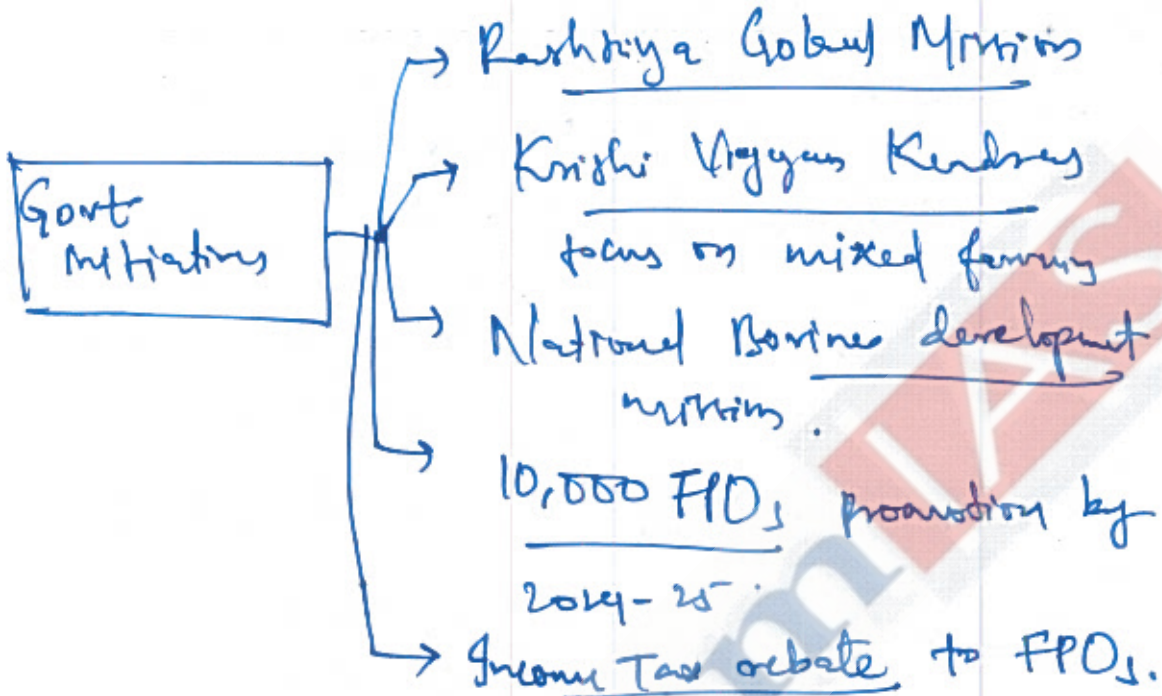 Rashtriya Gokul Mission
Krishi Vigyan Kendras
focus on mixed farming
Govt
Initiatives
National Bovine development
mission.
10,000 FPOs promotion by
2024-25.
Income Tax rebate to FPOs.
mIAS